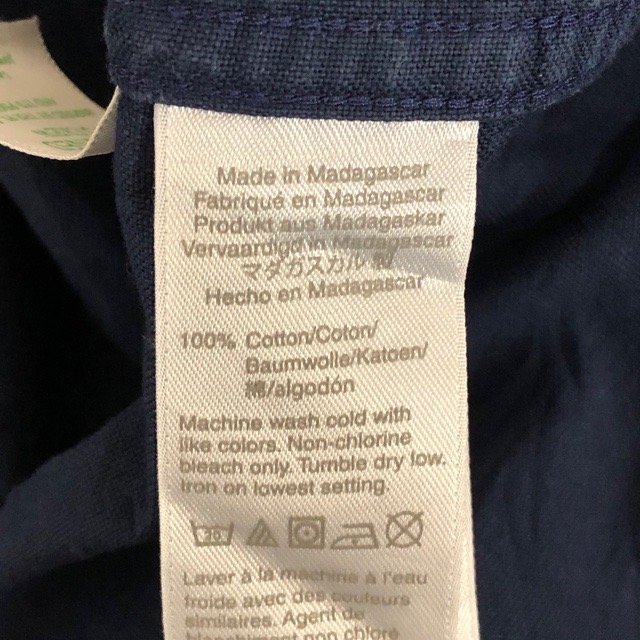 Made in Madagascar
Fabriqué en Madagascar
Produkt aus Madagaskar
Vervaardigd in Madagascar
マダガスカル製/
Hecho en Madagascar
100% Cotton/Coton/
Baumwolle/Katoen/
綿/algodón
Machine wash cold with
like colors. Non-chlorine
bleach only. Tumble dry low.
Iron on lowest setting.
30
Laver à la machine à l'eau
froide avec des couleurs
similaires. Agent de
blanchiment non